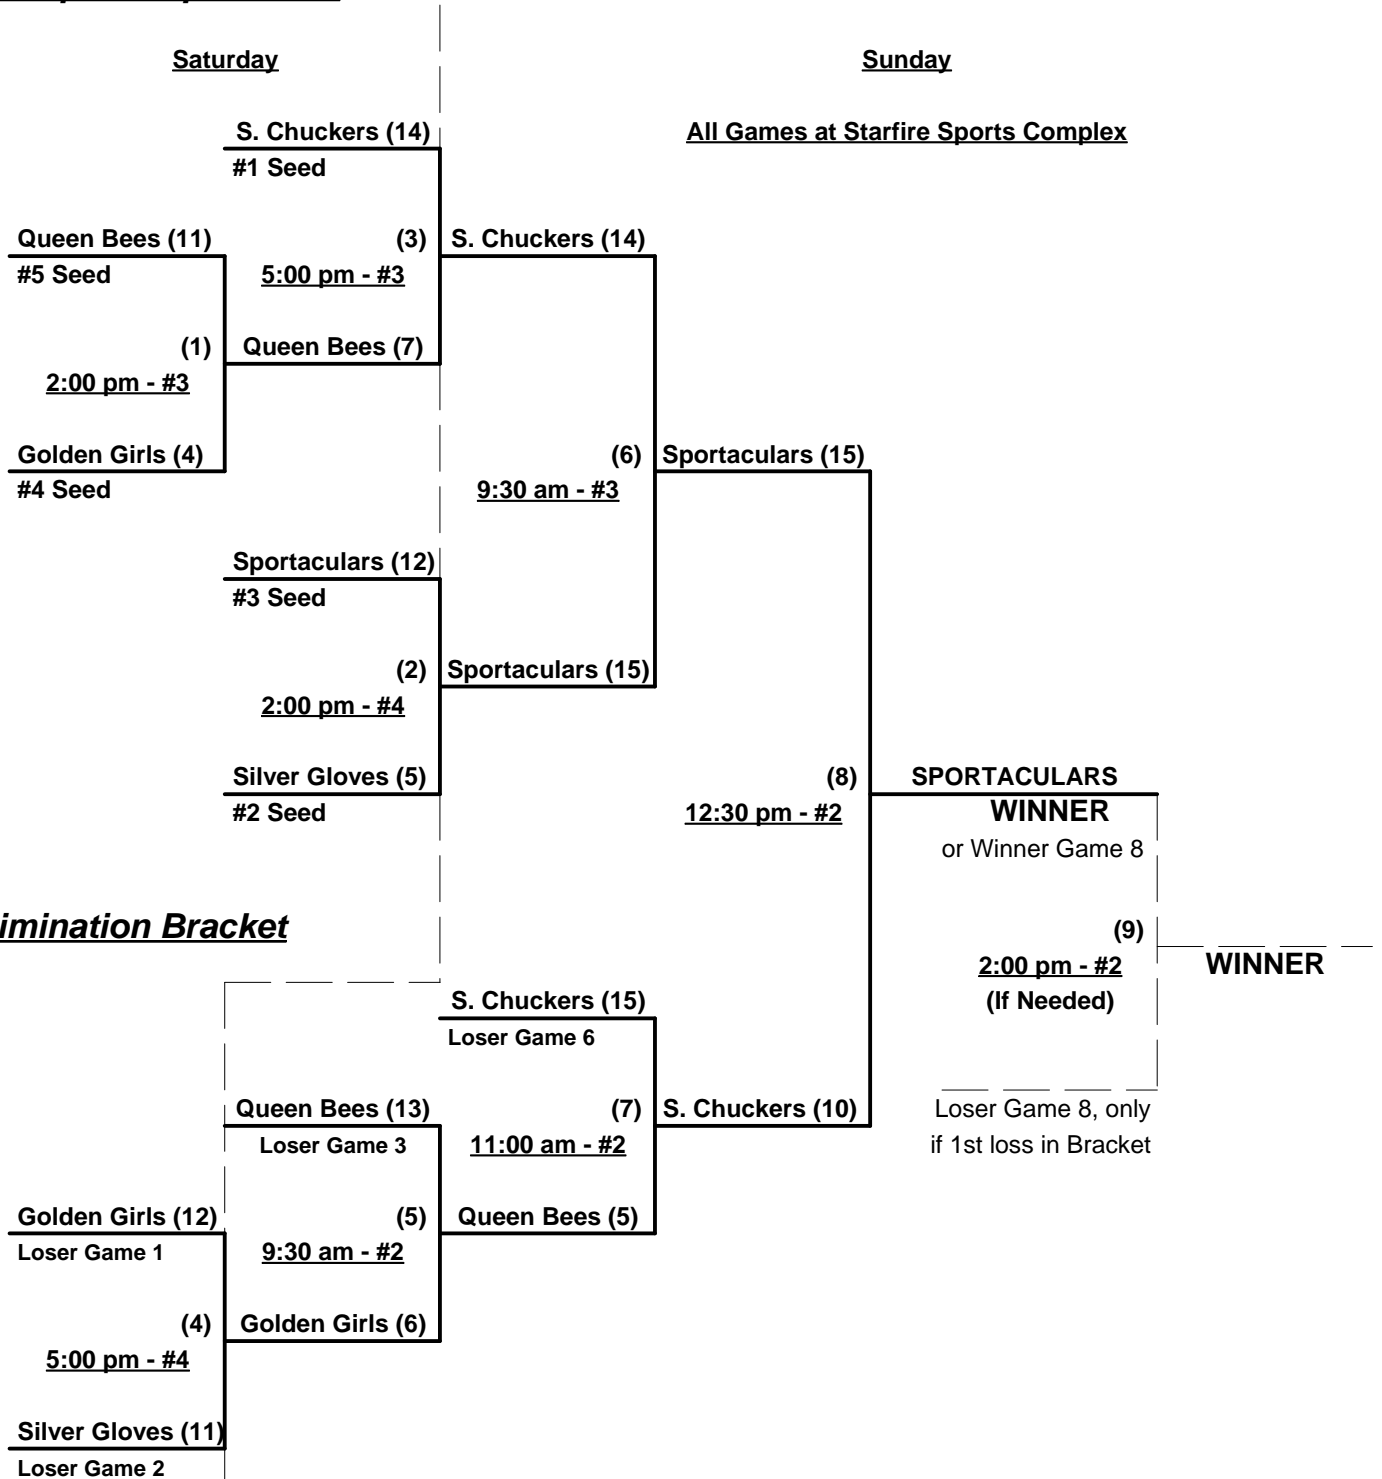 Saturday
Sunday
S. Chuckers (14)
All Games at Starfire Sports Complex
#1 Seed
Queen Bees (11)
(3)
S. Chuckers (14)
#5 Seed
5:00 pm - #3
(1)
Queen Bees (7)
2:00 pm - #3
Golden Girls (4)
(6)
Sportaculars (15)
#4 Seed
9:30 am - #3
Sportaculars (12)
#3 Seed
(2)
Sportaculars (15)
2:00 pm - #4
Silver Gloves (5)
(8)
SPORTACULARS
#2 Seed
12:30 pm - #2
WINNER
or Winner Game 8
imination Bracket
(9)
2:00 pm - #2
WINNER
(If Needed)
S. Chuckers (15)
Loser Game 6
Queen Bees (13)
(7)
S. Chuckers (10)
Loser Game 8, only
Loser Game 3
11:00 am - #2
if 1st loss in Bracket
Golden Girls (12)
(5)
Queen Bees (5)
Loser Game 1
9:30 am - #2
(4)
Golden Girls (6)
5:00 pm - #4
Silver Gloves (11)
Loser Game 2